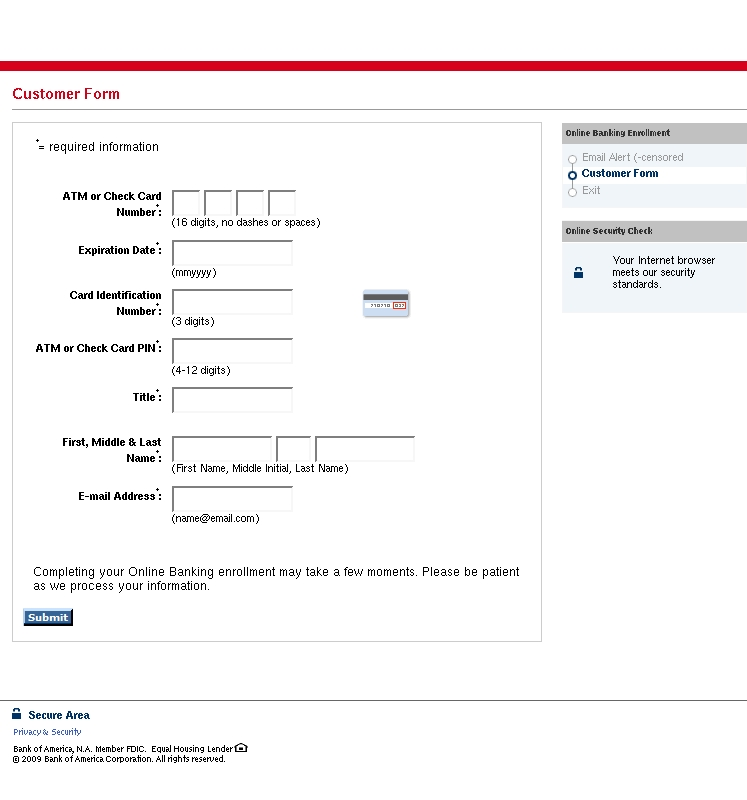 Customer Form
*= required information
ATM or Check Card
Number*:
(16 digits, no dashes or spaces)
Expiration Date*:
(mmyyyy)
Card Identification
Number*:
(3 digits)
ATM or Check Card PIN*:
(4-12 digits)
Title*:
First, Middle & Last
Name*:
(First Name, Middle Initial, Last Name)
E-mail Address*:
(name@email.com)
Completing your Online Banking enrollment may take a few moments. Please be patient
as we process your information.
Submit
Online Banking Enrollment
Email Alert (-censored
Customer Form
Exit
Online Security Check
Your Internet browser
meets our security
standards.
Secure Area
Privacy & Security
Bank of America, N.A. Member FDIC. Equal Housing Lender
© 2009 Bank of America Corporation. All rights reserved.